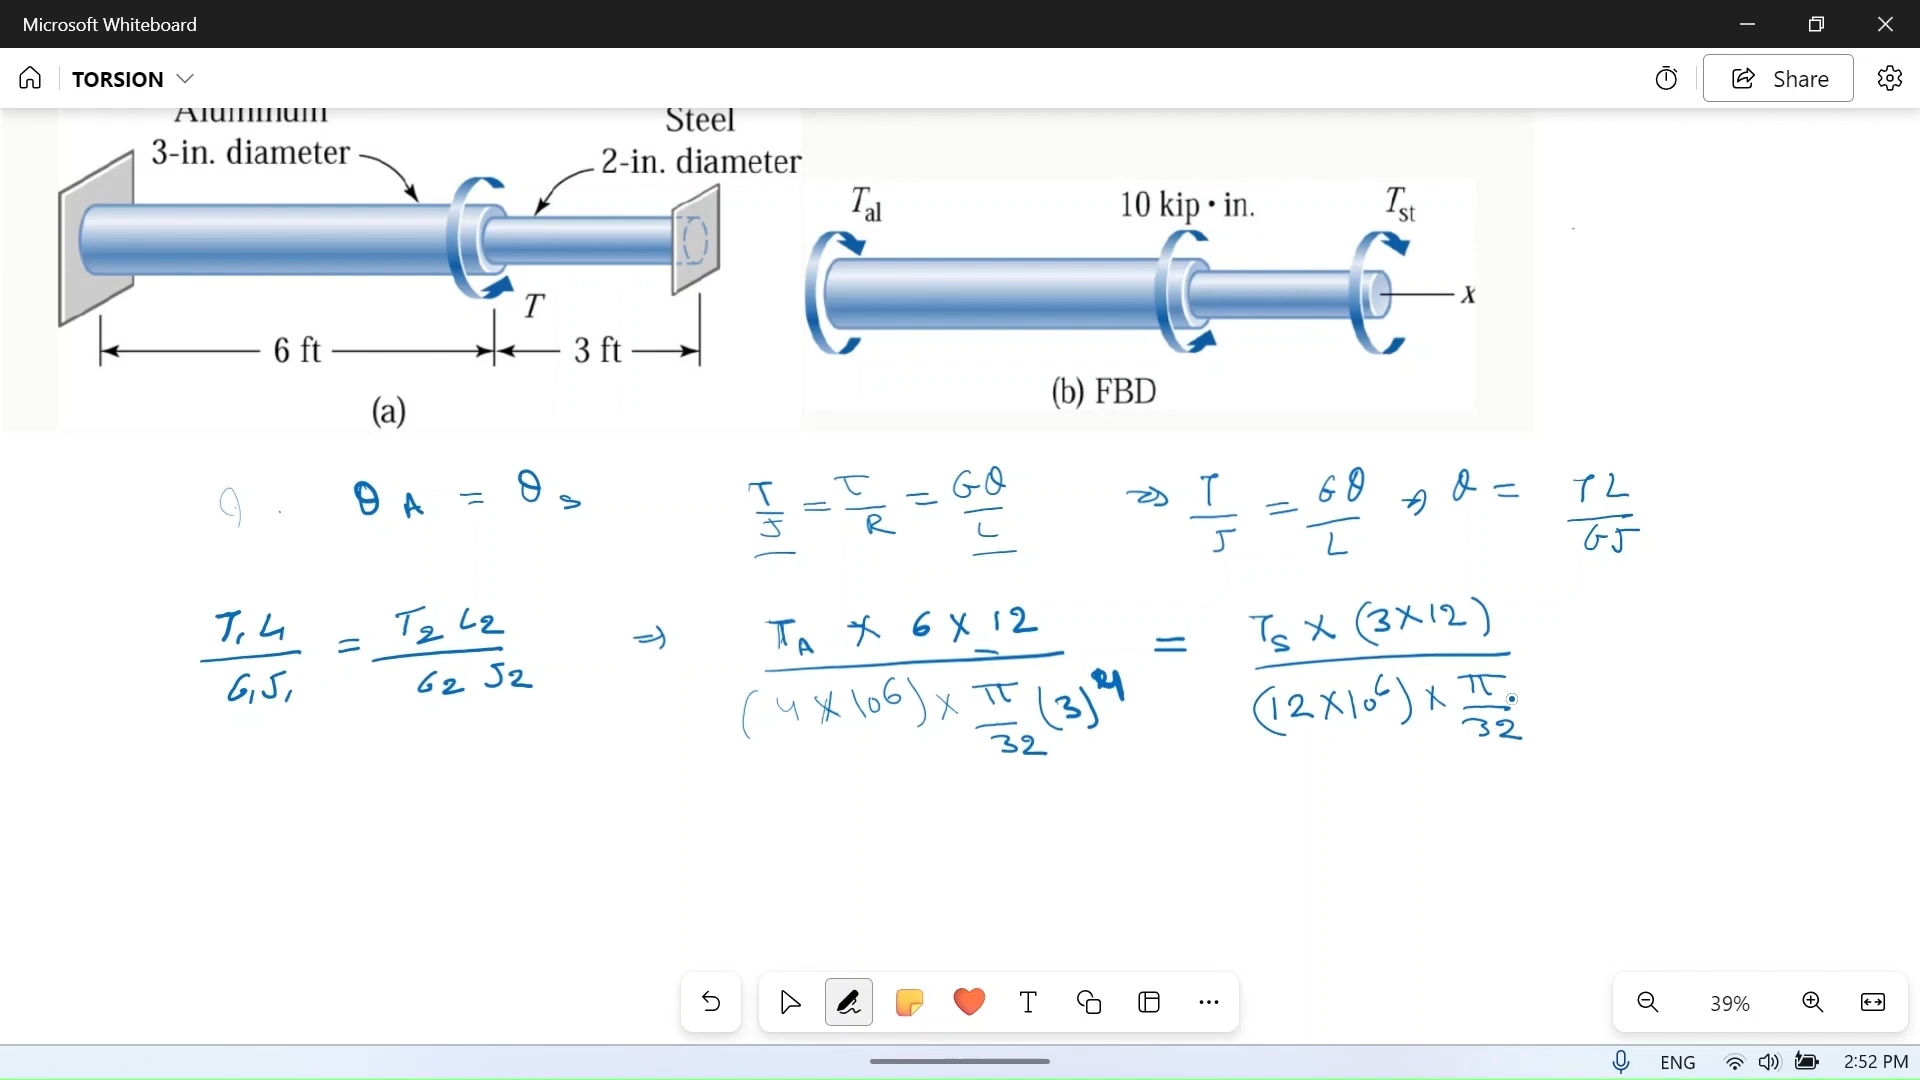 Microsoft Whiteboard
TORSION
Share
Aluminum
3-in. diameter
Steel
2-in. diameter
T
6 ft
3 ft
(a)
Tal
10 kip · in.
Tst
x
(b) FBD
θA = θs
T/J = τ/R = Gθ/L ⇒ T/J = Gθ/L ⇒ θ = TL/GJ
T1L1/G1J1 = T2L2/G2J2 ⇒ TA × 6 × 12/(4 × 10^6) × π/32 (3)^4 = Ts × (3×12)/(12×10^6) × π/32
T
39%
ENG
2:52 PM